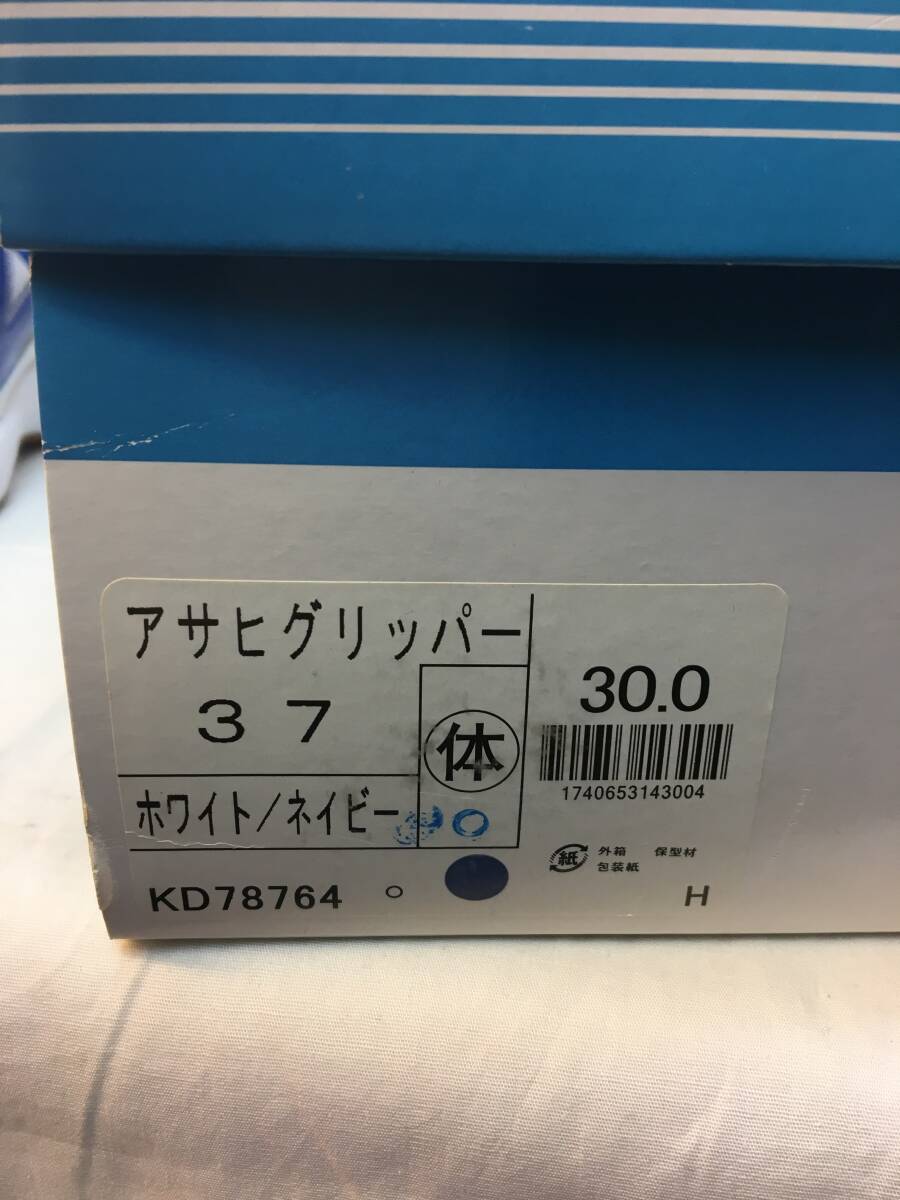 アサヒグリッパー
37
体
ホワイト/ネイビー
KD78764
30.0
1740653143004
紙 外箱 保型材
包装紙
H